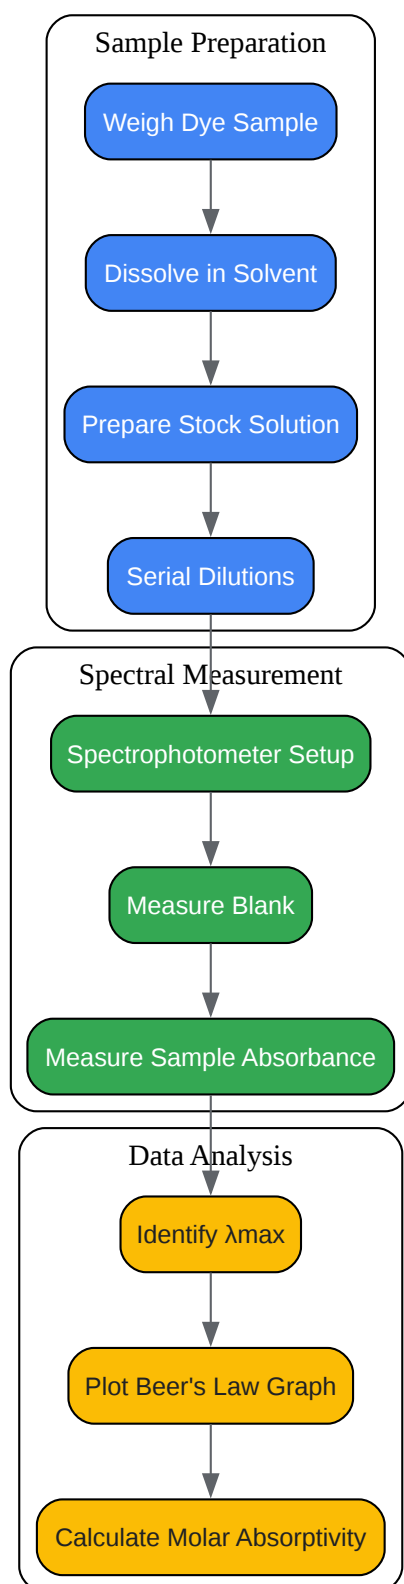 Sample Preparation
Weigh Dye Sample
Dissolve in Solvent
Prepare Stock Solution
Serial Dilutions
Spectral Measurement
Spectrophotometer Setup
Measure Blank
Measure Sample Absorbance
Data Analysis
Identify λmax
Plot Beer's Law Graph
Calculate Molar Absorptivity